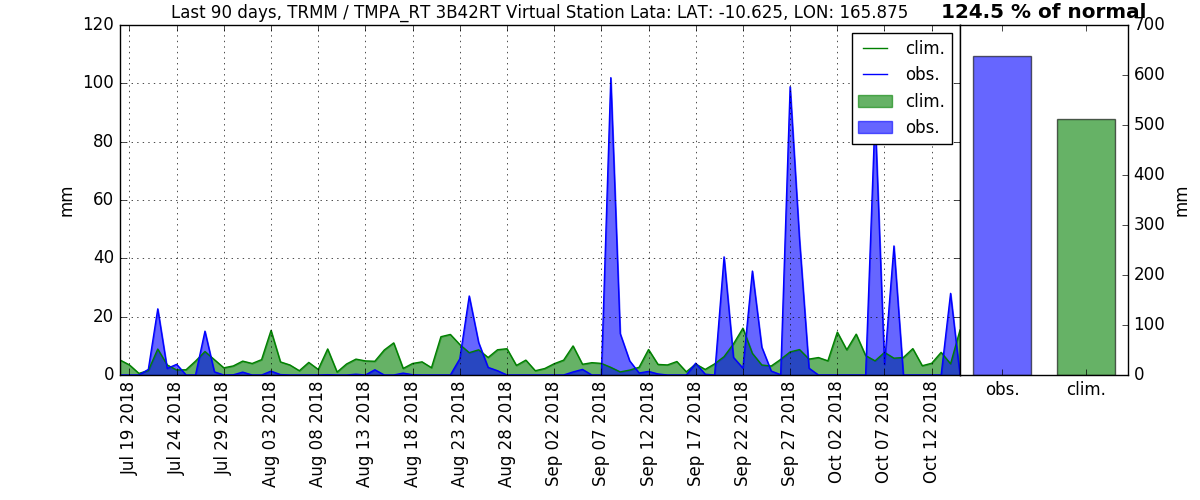 Last 90 days, TRMM / TMPA_RT 3B42RT Virtual Station Lata: LAT: -10.625, LON: 165.875
124.5 % of normal
mm
120
100
80
60
40
20
0
clim.
obs.
clim.
obs.
700
600
500
400
300
200
100
0
mm
Jul 19 2018
Jul 24 2018
Jul 29 2018
Aug 03 2018
Aug 08 2018
Aug 13 2018
Aug 18 2018
Aug 23 2018
Aug 28 2018
Sep 02 2018
Sep 07 2018
Sep 12 2018
Sep 17 2018
Sep 22 2018
Sep 27 2018
Oct 02 2018
Oct 07 2018
Oct 12 2018
obs.
clim.